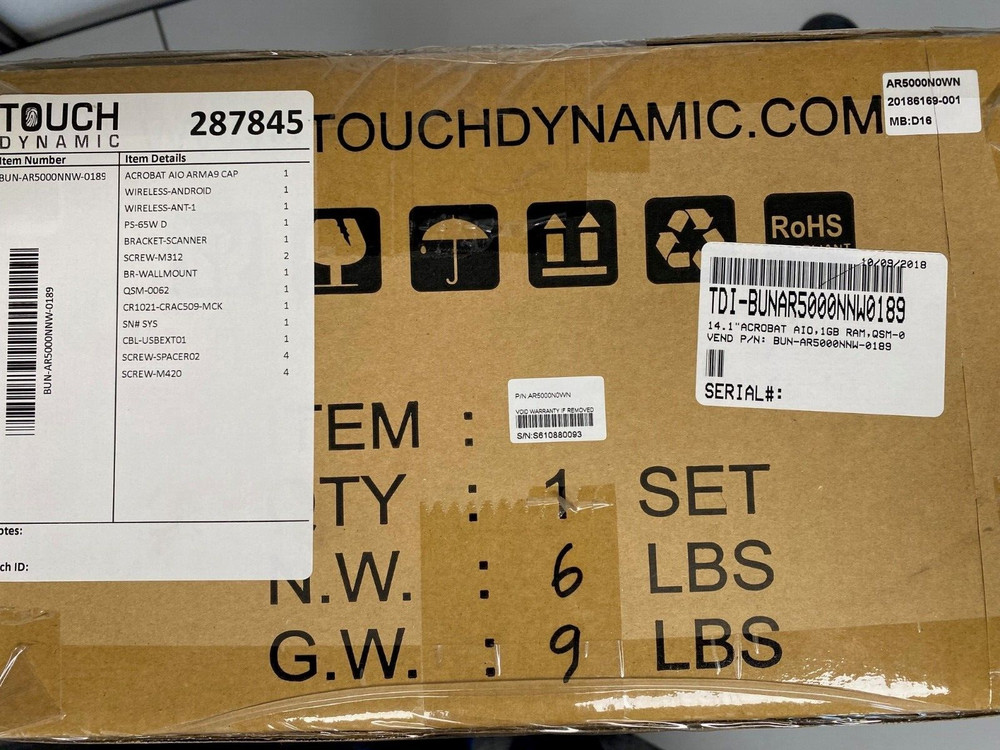 TOUCH
DYNAMIC
287845
Item Number
Item Details
BUN-AR5000NNW-0189
ACROBAT AIO ARMA9 CAP 1
WIRELESS-ANDROID 1
WIRELESS-ANT-1 1
PS-65W D 1
BRACKET-SCANNER 1
SCREW-M312 2
BR-WALLMOUNT 1
QSM-0062 1
CR1021-CRAC509-MCK 1
SN# SYS 1
CBL-USBEXT01 1
SCREW-SPACER02 4
SCREW-M420 4
BUN-AR5000NNW-0189
otes:
ch ID:
TOUCHDYNAMIC.COM
AR5000N0WN
20186169-001
MB:D16
RoHS
10/09/2018
TDI-BUNAR5000NNW0189
14.1"ACROBAT AIO,1GB RAM,QSM-0
VEND P/N: BUN-AR5000NNW-0189
SERIAL#:
P/N:AR5000N0WN
VOID WARRANTY IF REMOVED
S/N:S610880093
TEM :
QTY : 1 SET
N.W. : 6 LBS
G.W. : 9 LBS